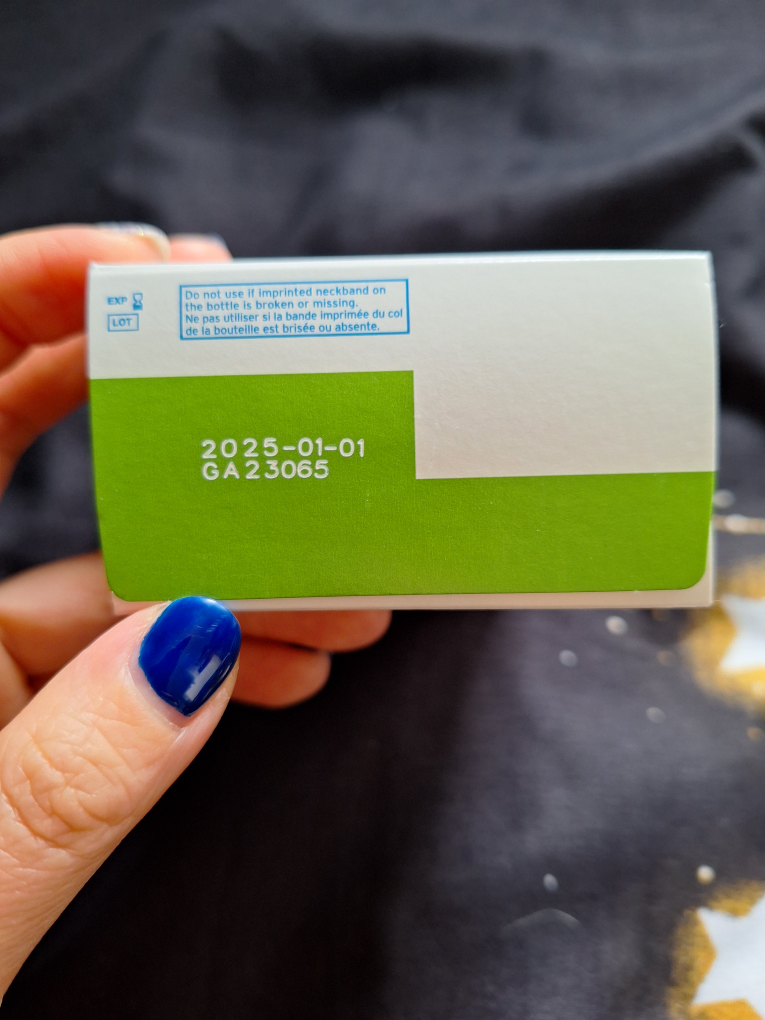 EXP
LOT
Do not use if imprinted neckband on
the bottle is broken or missing.
Ne pas utiliser si la bande imprimée du col
de la bouteille est brisée ou absente.
2025-01-01
GA23065